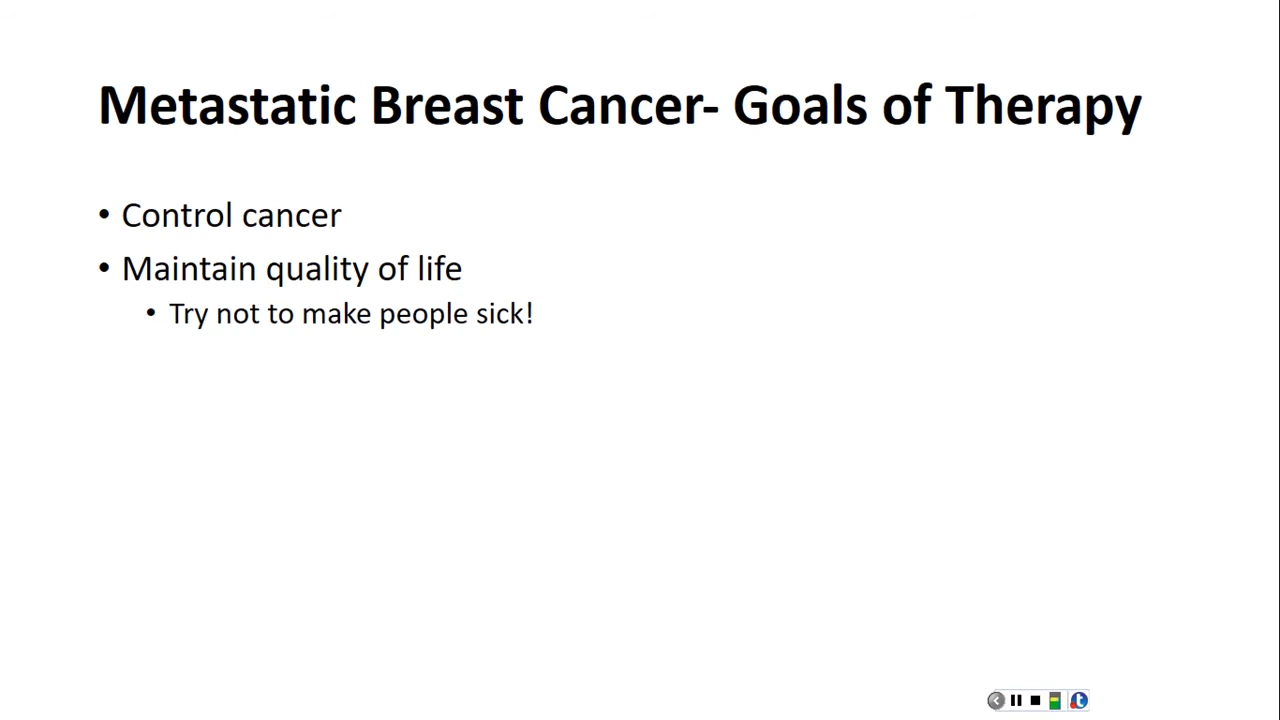 Metastatic Breast Cancer- Goals of Therapy
• Control cancer
• Maintain quality of life
• Try not to make people sick!